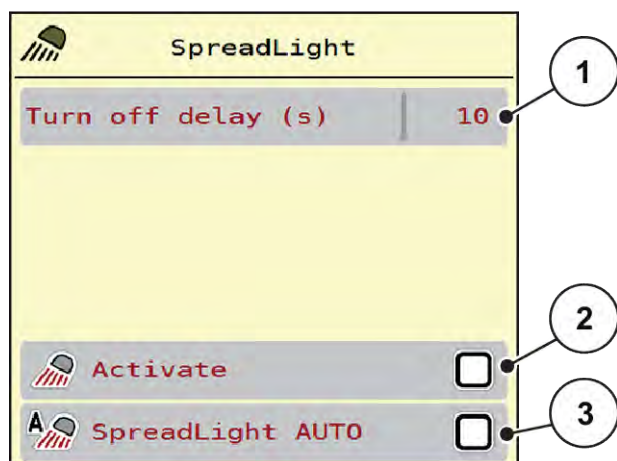 SpreadLight
1
Turn off delay (s) 10
2
Activate
3
A SpreadLight AUTO